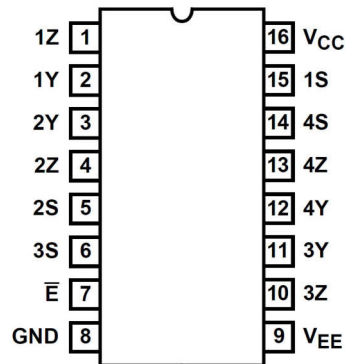 1Z 1 16 VCC
1Y 2 15 1S
2Y 3 14 4S
2Z 4 13 4Z
2S 5 12 4Y
3S 6 11 3Y
E̅ 7 10 3Z
GND 8 9 VEE